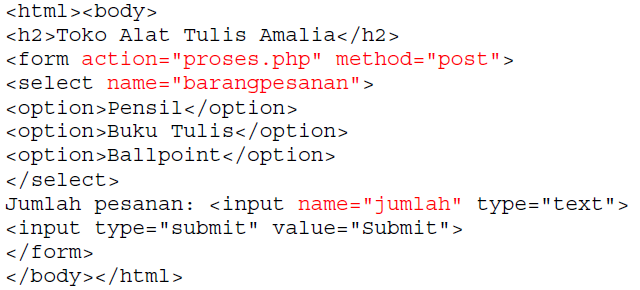 <html><body>
<h2>Toko Alat Tulis Amalia</h2>
<form action="proses.php" method="post">
<select name="barangpesanan">
<option>Pensil</option>
<option>Buku Tulis</option>
<option>Ballpoint</option>
</select>
Jumlah pesanan: <input name="jumlah" type="text">
<input type="submit" value="Submit">
</form>
</body></html>